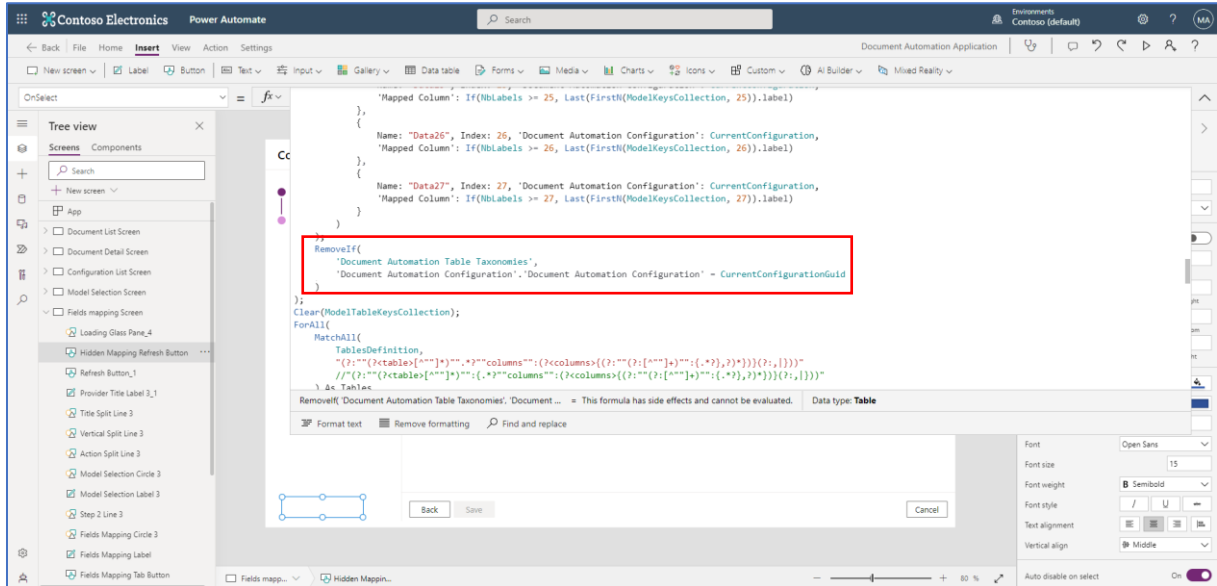 Contoso Electronics Power Automate
Search
Environments
Contoso (default)
MA
Back File Home Insert View Action Settings
Document Automation Application
New screen Label Button Text Input Gallery Data table Forms Media Charts Icons Custom AI Builder Mixed Reality
OnSelect = fx
'Mapped Column': If(NbLabels >= 25, Last(FirstN(ModelKeysCollection, 25)).label)
},
{
Name: "Data26", Index: 26, 'Document Automation Configuration': CurrentConfiguration,
'Mapped Column': If(NbLabels >= 26, Last(FirstN(ModelKeysCollection, 26)).label)
},
{
Name: "Data27", Index: 27, 'Document Automation Configuration': CurrentConfiguration,
'Mapped Column': If(NbLabels >= 27, Last(FirstN(ModelKeysCollection, 27)).label)
}
)
);
RemoveIf(
'Document Automation Table Taxonomies',
'Document Automation Configuration'.'Document Automation Configuration' = CurrentConfigurationGuid
)
);
Clear(ModelTableKeysCollection);
ForAll(
MatchAll(
TablesDefinition,
"(?:""(?<table>[^""]*)"".*?""columns"":(?<columns>{(?:""(?:[^""]+)"":{.*?},?)*})}(?:,|}))"
//"(?:""(?<table>[^""]*)"":{.*?""columns"":(?<columns>{(?:""(?:[^""]+)"":{.*?},?)*})}(?:,|}))"
) As Tables
RemoveIf( 'Document Automation Table Taxonomies', 'Document ... = This formula has side effects and cannot be evaluated. Data type: Table
Format text Remove formatting Find and replace
Tree view
Screens Components
Search
New screen
App
Document List Screen
Document Detail Screen
Configuration List Screen
Model Selection Screen
Fields mapping Screen
Loading Glass Pane_4
Hidden Mapping Refresh Button ...
Refresh Button_1
Provider Title Label 3_1
Title Split Line 3
Vertical Split Line 3
Action Split Line 3
Model Selection Circle 3
Model Selection Label 3
Step 2 Line 3
Fields Mapping Circle 3
Fields Mapping Label
Fields Mapping Tab Button
Co
Back Save Cancel
Font Open Sans
Font size 15
Font weight B Semibold
Font style / U
Text alignment
Vertical align Middle
Auto disable on select On
Fields mapp... Hidden Mappin...
80 %